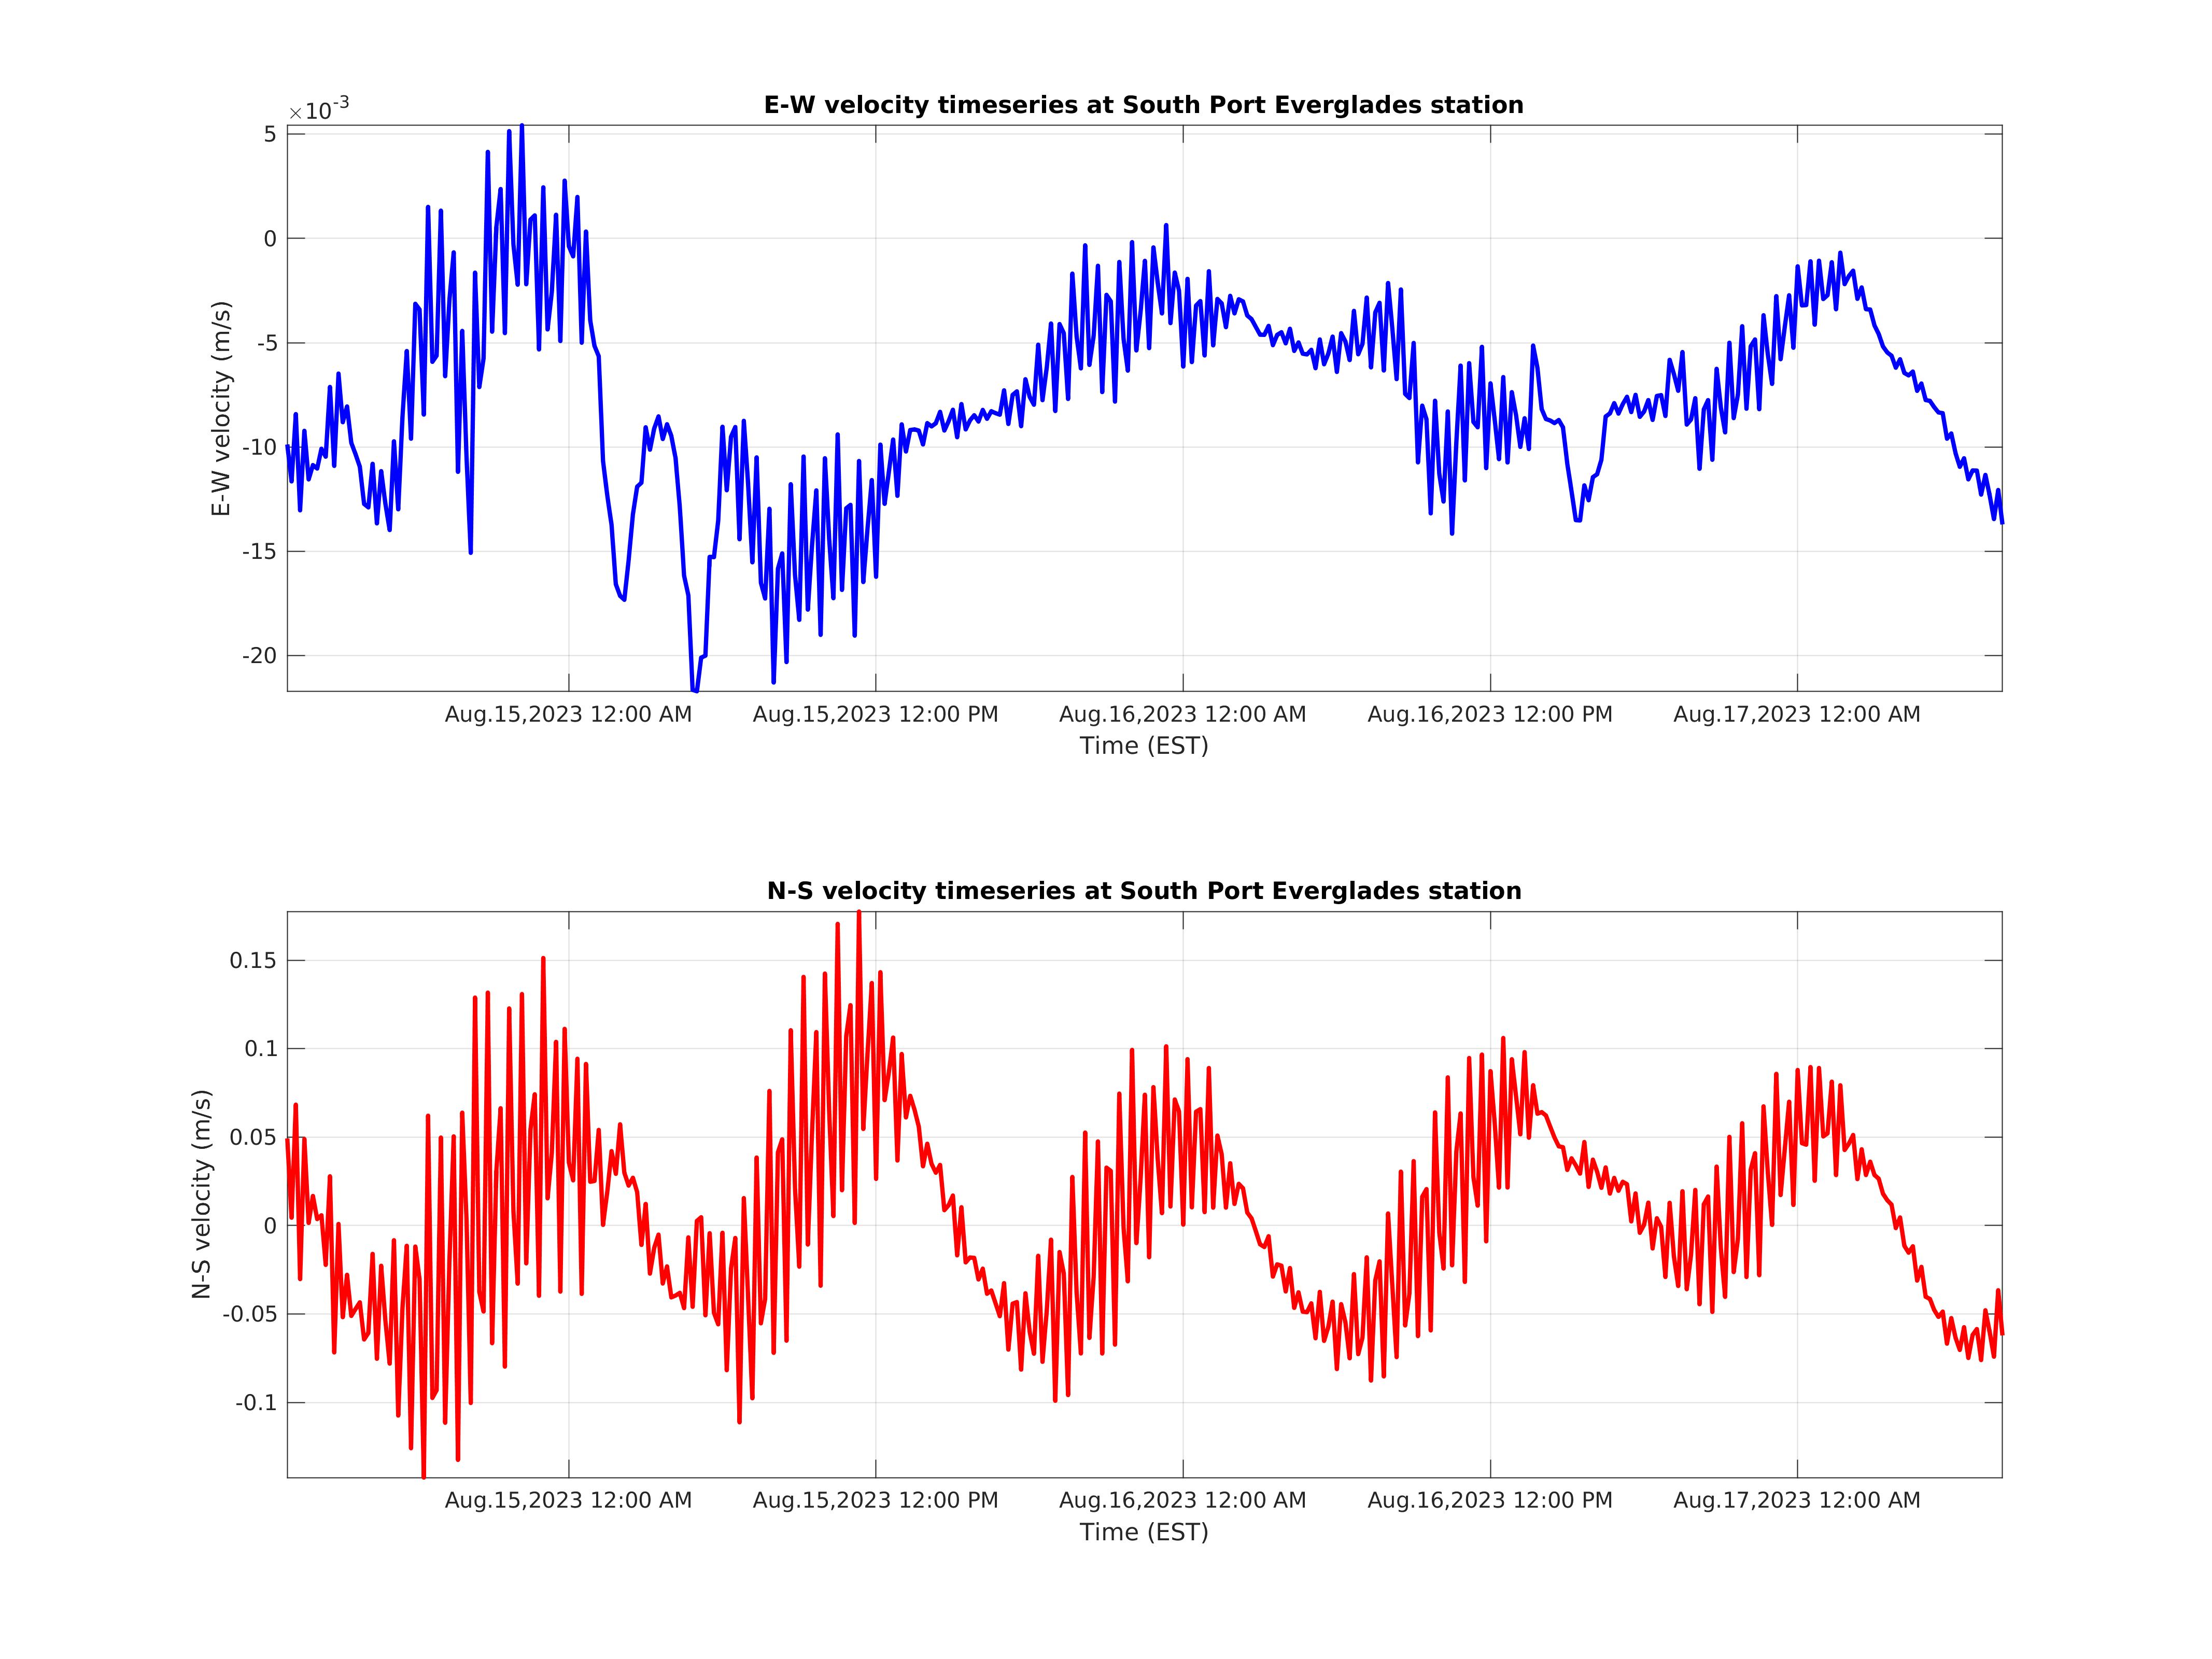 ×10-3
E-W velocity timeseries at South Port Everglades station
5
0
-5
-10
-15
-20
E-W velocity (m/s)
Aug.15,2023 12:00 AM
Aug.15,2023 12:00 PM
Aug.16,2023 12:00 AM
Aug.16,2023 12:00 PM
Aug.17,2023 12:00 AM
Time (EST)
N-S velocity timeseries at South Port Everglades station
0.15
0.1
0.05
0
-0.05
-0.1
N-S velocity (m/s)
Aug.15,2023 12:00 AM
Aug.15,2023 12:00 PM
Aug.16,2023 12:00 AM
Aug.16,2023 12:00 PM
Aug.17,2023 12:00 AM
Time (EST)